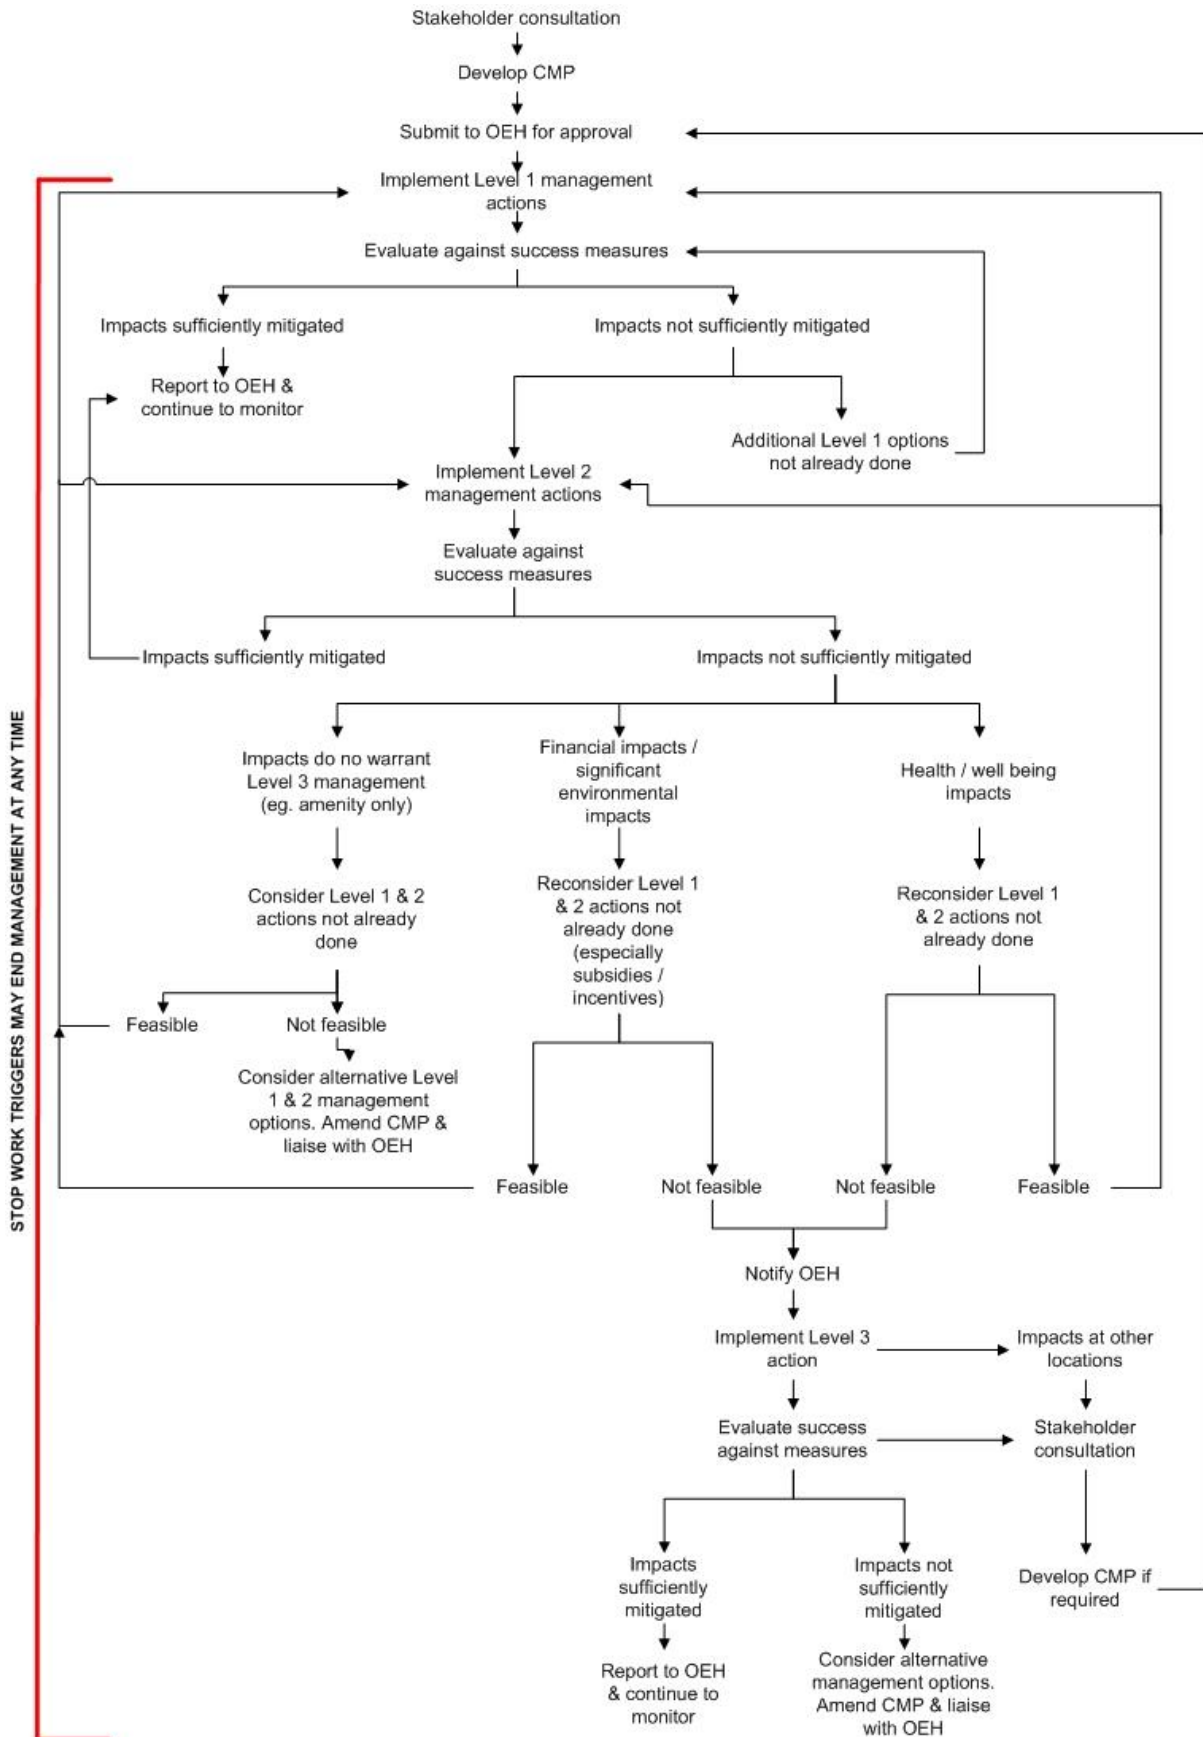 Stakeholder consultation
Develop CMP
Submit to OEH for approval
Implement Level 1 management
actions
Evaluate against success measures
Impacts sufficiently mitigated
Impacts not sufficiently mitigated
Report to OEH &
continue to monitor
Additional Level 1 options
not already done
Implement Level 2
management actions
Evaluate against
success measures
Impacts sufficiently mitigated
Impacts not sufficiently mitigated
STOP WORK TRIGGERS MAY END MANAGEMENT AT ANY TIME
Impacts do no warrant
Level 3 management
(eg. amenity only)
Financial impacts /
significant
environmental
impacts
Health / well being
impacts
Consider Level 1 & 2
actions not already
done
Reconsider Level 1
& 2 actions not
already done
(especially
subsidies /
incentives)
Reconsider Level 1
& 2 actions not
already done
Feasible
Not feasible
Consider alternative Level
1 & 2 management
options. Amend CMP &
liaise with OEH
Feasible
Not feasible
Not feasible
Feasible
Notify OEH
Implement Level 3
action
Impacts at other
locations
Evaluate success
against measures
Stakeholder
consultation
Impacts
sufficiently
mitigated
Impacts not
sufficiently
mitigated
Develop CMP if
required
Report to OEH
& continue to
monitor
Consider alternative
management options.
Amend CMP & liaise
with OEH